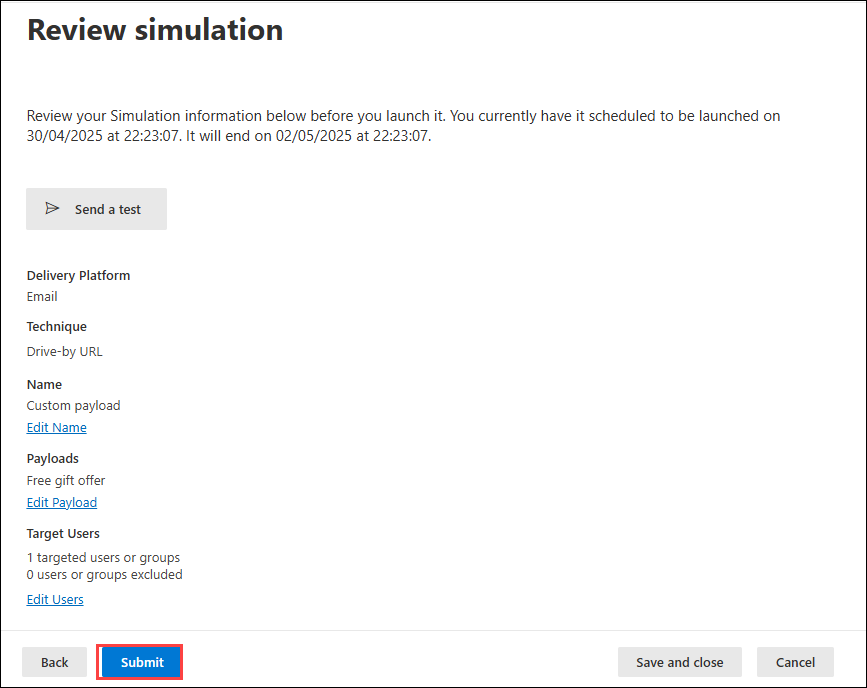 Review simulation
Review your Simulation information below before you launch it. You currently have it scheduled to be launched on
30/04/2025 at 22:23:07. It will end on 02/05/2025 at 22:23:07.
Send a test
Delivery Platform
Email
Technique
Drive-by URL
Name
Custom payload
Edit Name
Payloads
Free gift offer
Edit Payload
Target Users
1 targeted users or groups
0 users or groups excluded
Edit Users
Back Submit Save and close Cancel